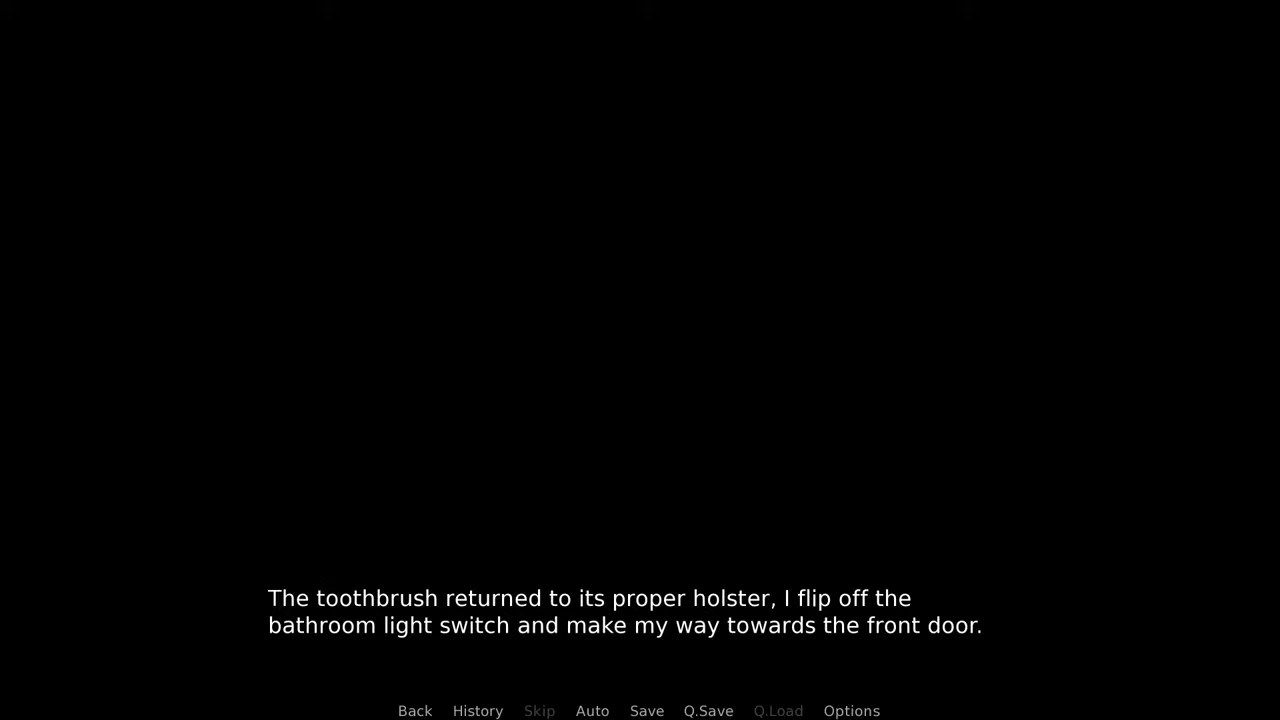 The toothbrush returned to its proper holster, I flip off the
bathroom light switch and make my way towards the front door.
Back History Skip Auto Save Q.Save Q.Load Options